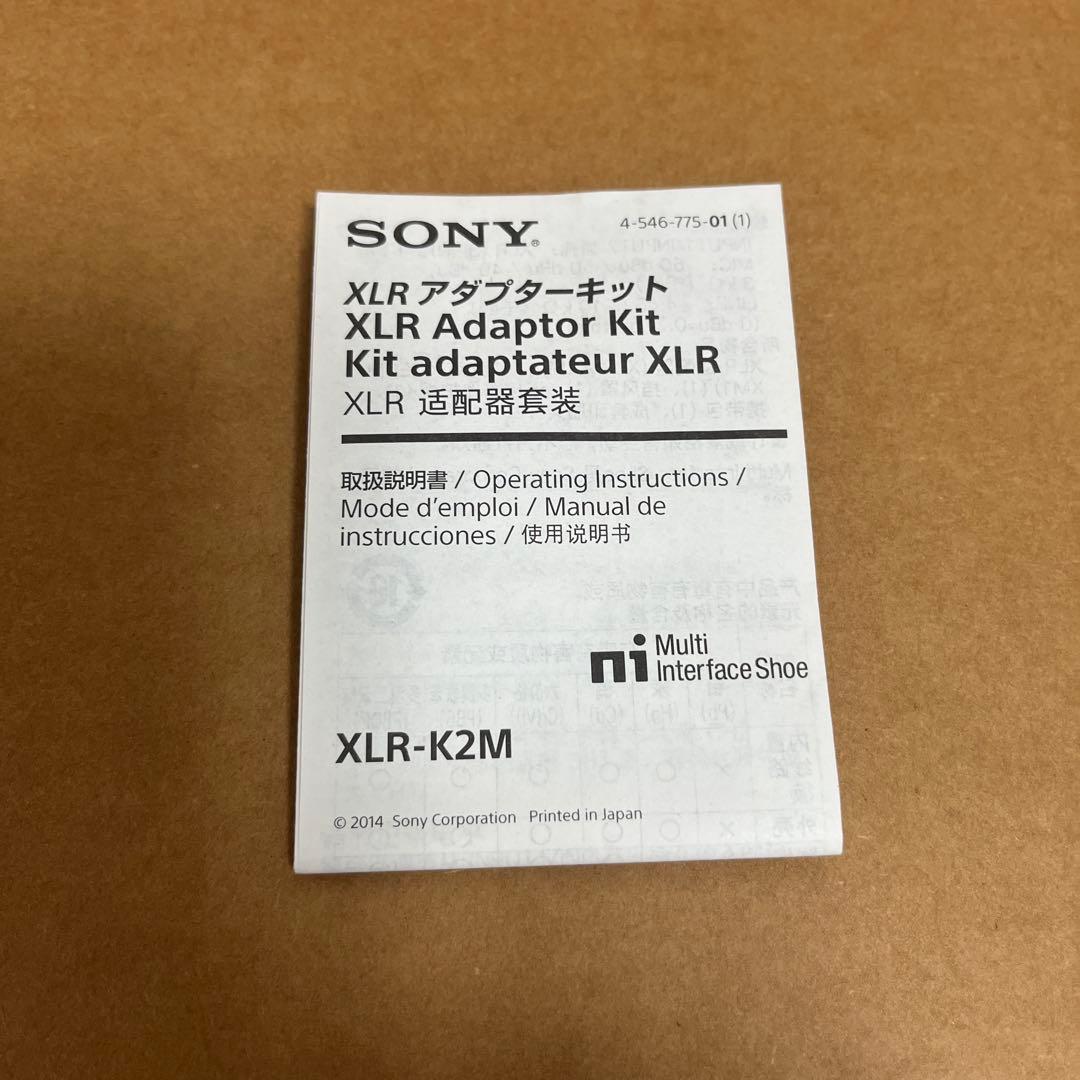 SONY®
4-546-775-01(1)
XLR アダプターキット
XLR Adaptor Kit
Kit adaptateur XLR
XLR 适配器套装
取扱説明書 / Operating Instructions /
Mode d'emploi / Manual de
instrucciones / 使用说明书
Multi
Interface Shoe
XLR-K2M
© 2014 Sony Corporation Printed in Japan